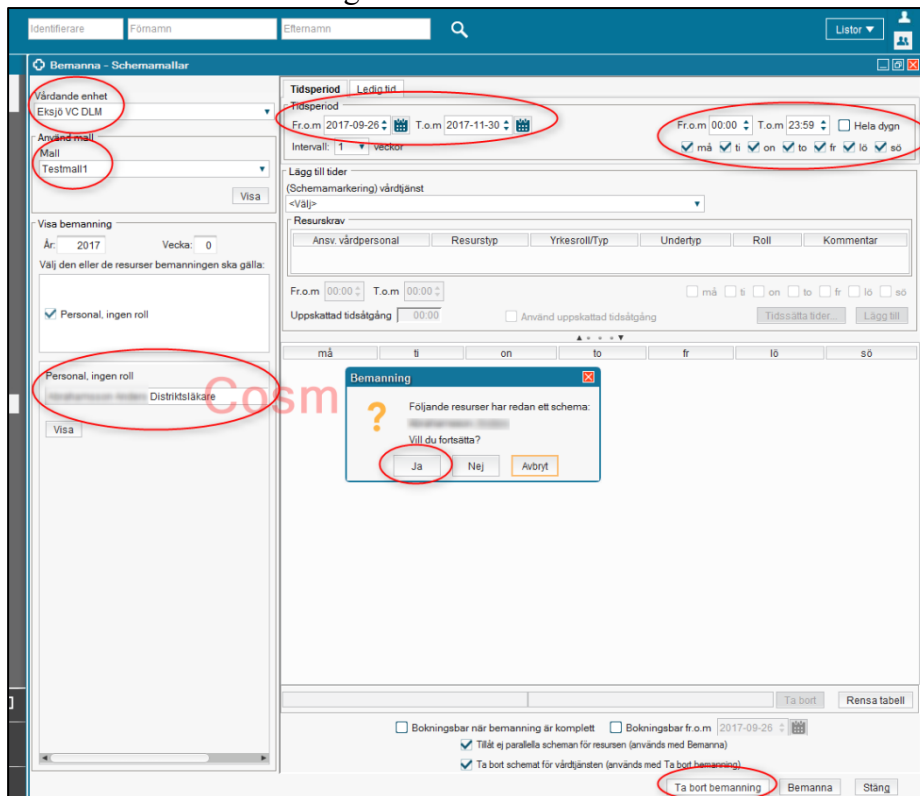 Identifierare Förnamn Efternamn Listor
Bemanna - Schemamallar
Vårdande enhet
Eksjö VC DLM
Använd mall
Mall
Testmall1
Visa
Visa bemanning
År: 2017 Vecka: 0
Välj den eller de resurser bemanningen ska gälla:
Personal, ingen roll
Personal, ingen roll
Distriktsläkare
Visa
Tidsperiod Ledig tid
Tidsperiod
Fr.o.m 2017-09-26 T.o.m 2017-11-30 Fr.o.m 00:00 T.o.m 23:59 Hela dygn
Intervall: 1 veckor må ti on to fr lö sö
Lägg till tider
(Schemamarkering) vårdtjänst
<Välj>
Resurskrav
Ansv. vårdpersonal Resurstyp Yrkesroll/Typ Undertyp Roll Kommentar
Fr.o.m 00:00 T.o.m 00:00 må ti on to fr lö sö
Uppskattad tidsåtgång 00:00 Använd uppskattad tidsåtgång Tidssätta tider... Lägg till
må ti on to fr lö sö
Cosm
Bemanning
Följande resurser har redan ett schema:
Vill du fortsätta?
Ja Nej Avbryt
Ta bort Rensa tabell
Bokningsbar när bemanning är komplett Bokningsbar fr.o.m 2017-09-26
Tillåt ej parallella scheman för resursen (används med Bemanna)
Ta bort schemat för vårdtjänsten (används med Ta bort bemanning)
Ta bort bemanning Bemanna Stäng